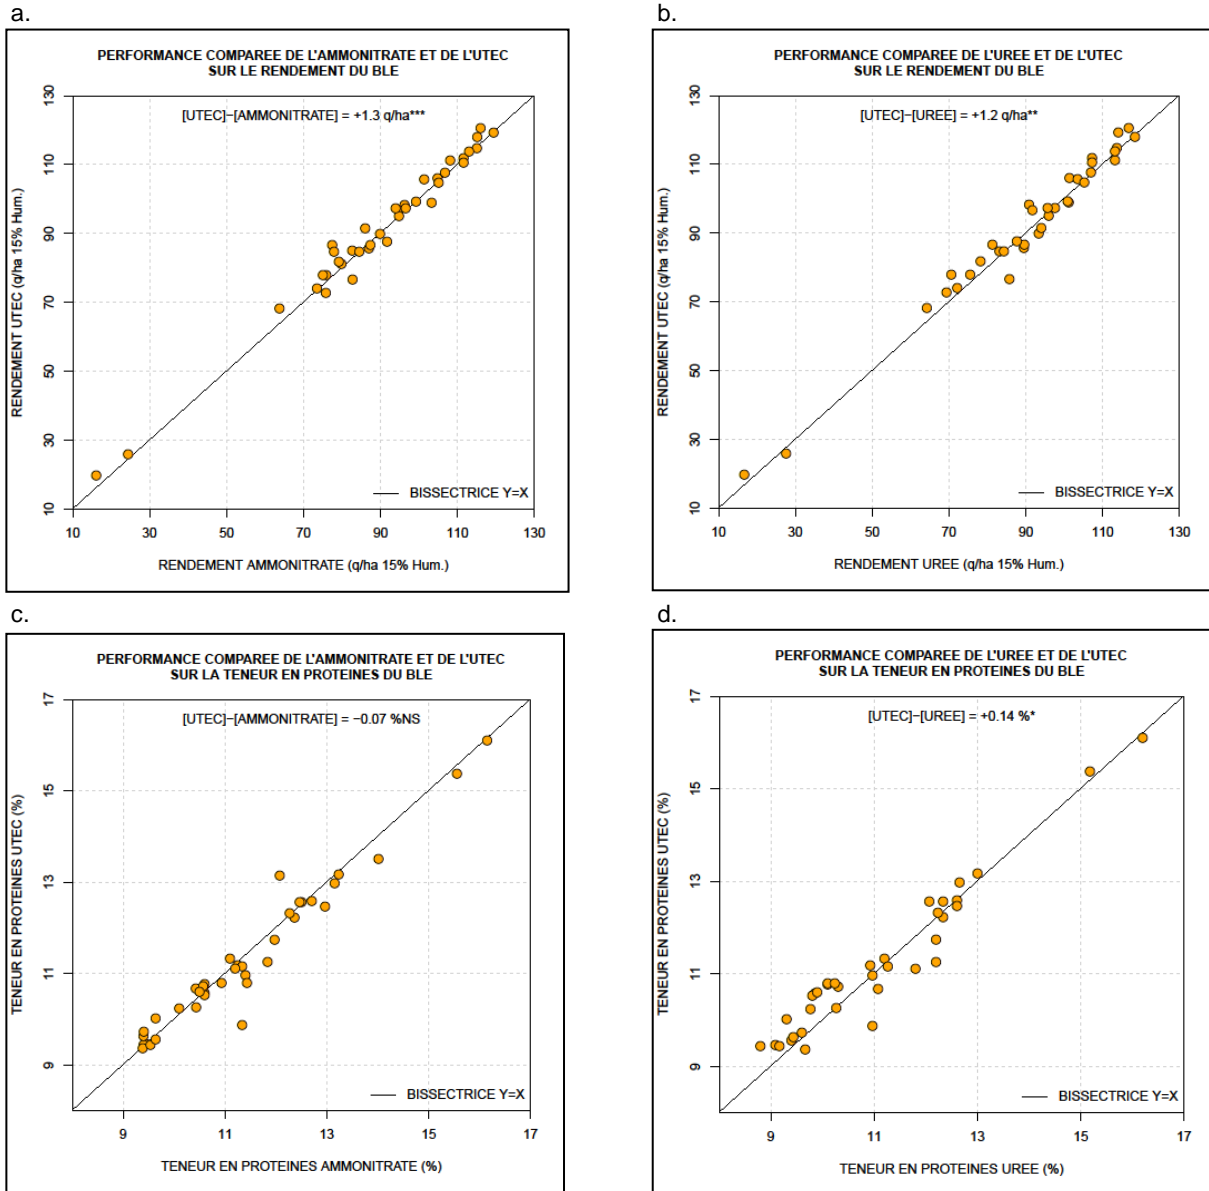 a.
PERFORMANCE COMPAREE DE L'AMMONITRATE ET DE L'UTEC
SUR LE RENDEMENT DU BLE
[UTEC]−[AMMONITRATE] = +1.3 q/ha***
RENDEMENT UTEC (q/ha 15% Hum.)
130
110
90
70
50
30
10
BISSECTRICE Y=X
10 30 50 70 90 110 130
RENDEMENT AMMONITRATE (q/ha 15% Hum.)
b.
PERFORMANCE COMPAREE DE L'UREE ET DE L'UTEC
SUR LE RENDEMENT DU BLE
[UTEC]−[UREE] = +1.2 q/ha**
RENDEMENT UTEC (q/ha 15% Hum.)
130
110
90
70
50
30
10
BISSECTRICE Y=X
10 30 50 70 90 110 130
RENDEMENT UREE (q/ha 15% Hum.)
c.
PERFORMANCE COMPAREE DE L'AMMONITRATE ET DE L'UTEC
SUR LA TENEUR EN PROTEINES DU BLE
[UTEC]−[AMMONITRATE] = −0.07 %NS
TENEUR EN PROTEINES UTEC (%)
17
15
13
11
9
BISSECTRICE Y=X
9 11 13 15 17
TENEUR EN PROTEINES AMMONITRATE (%)
d.
PERFORMANCE COMPAREE DE L'UREE ET DE L'UTEC
SUR LA TENEUR EN PROTEINES DU BLE
[UTEC]−[UREE] = +0.14 %*
TENEUR EN PROTEINES UTEC (%)
17
15
13
11
9
BISSECTRICE Y=X
9 11 13 15 17
TENEUR EN PROTEINES UREE (%)